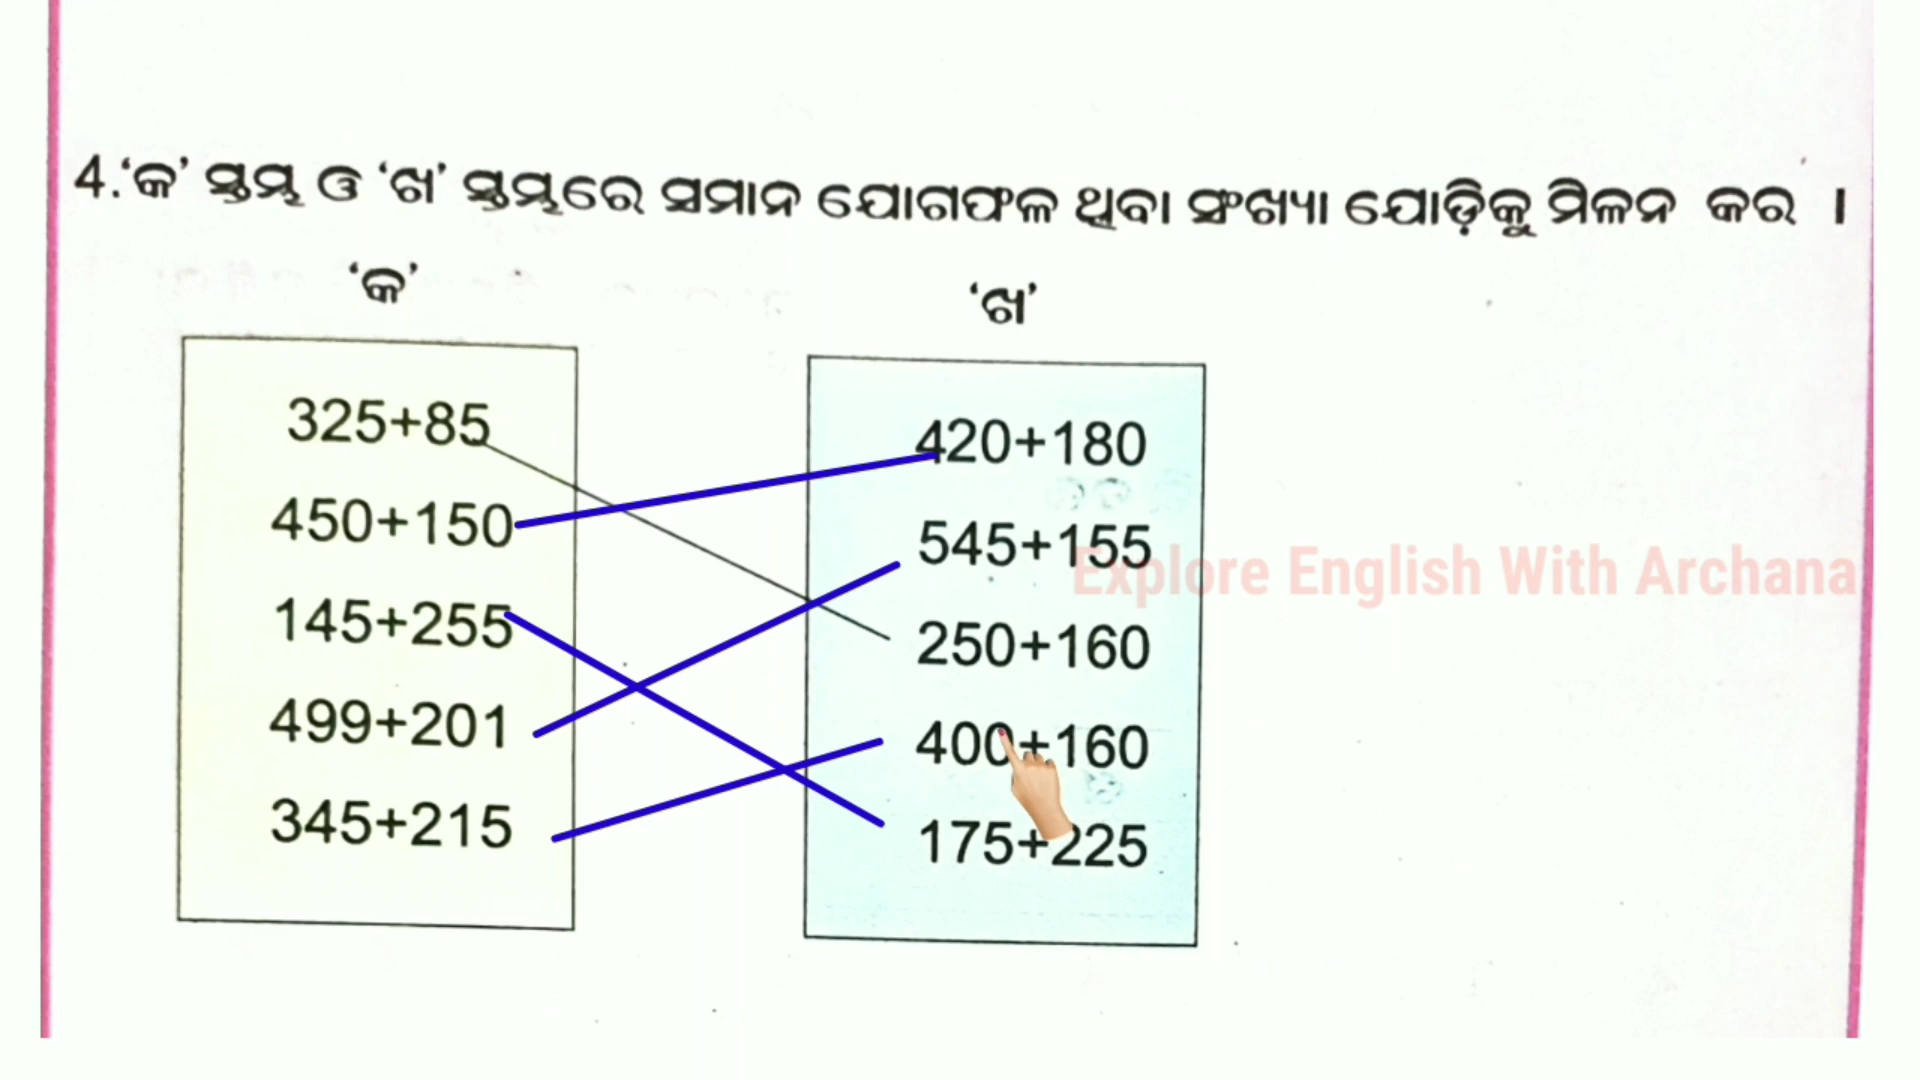 4.‘କ’ ସ୍ତମ୍ଭ ଓ ‘ଖ’ ସ୍ତମ୍ଭରେ ସମାନ ଯୋଗଫଳ ଥିବା ସଂଖ୍ୟା ଯୋଡ଼ିକୁ ମିଳନ କର ।
‘କ’
‘ଖ’
325+85
450+150
145+255
499+201
345+215
420+180
545+155
250+160
400+160
175+225
Explore English With Archana